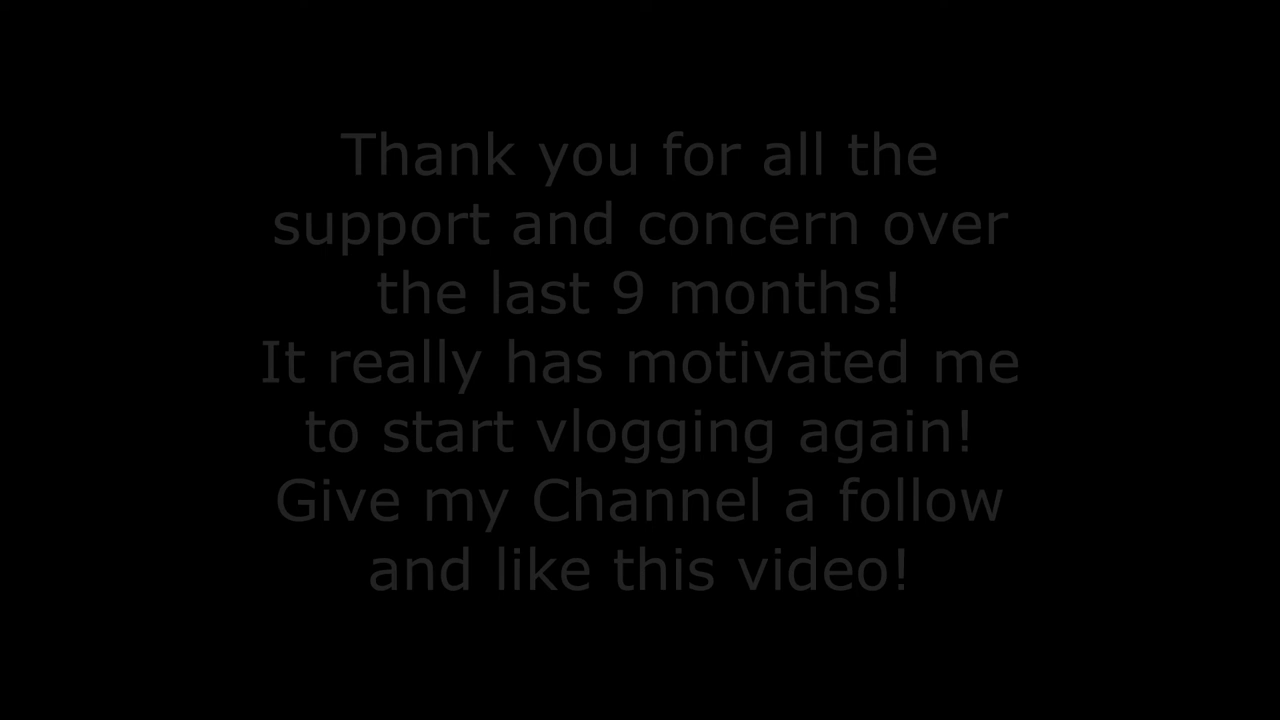 Thank you for all the
support and concern over
the last 9 months!
It really has motivated me
to start vlogging again!
Give my Channel a follow
and like this video!